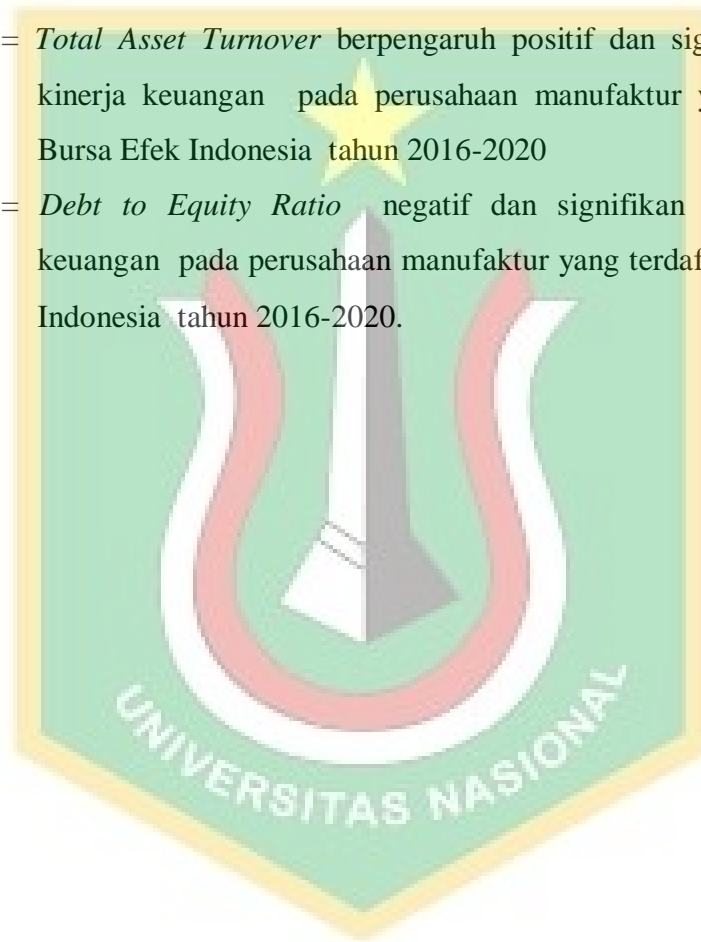 = Total Asset Turnover berpengaruh positif dan sig
kinerja keuangan pada perusahaan manufaktur
Bursa Efek Indonesia tahun 2016-2020
= Debt to Equity Ratio negatif dan signifikan
keuangan pada perusahaan manufaktur yang terdaf
Indonesia tahun 2016-2020.
UNIVERSITAS NASIONAL